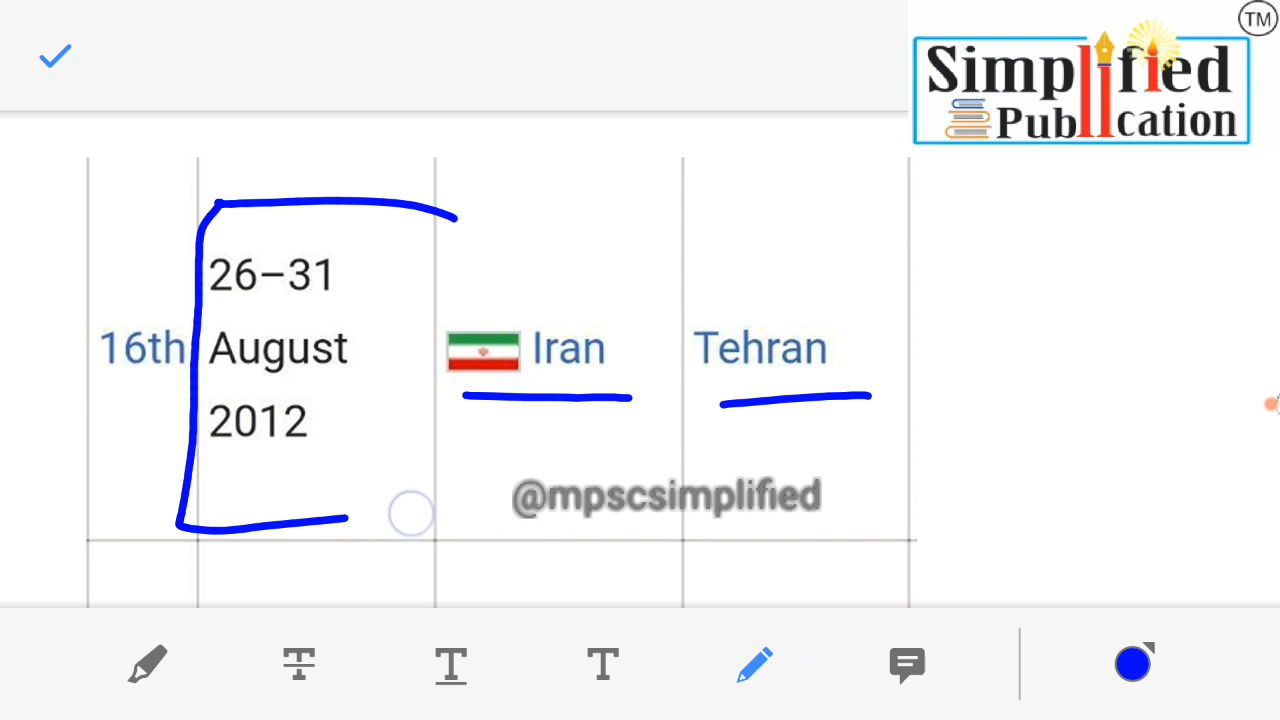 TM
Simplified
Publication
26–31
16th August Iran Tehran
2012
@mpscsimplified
T T T